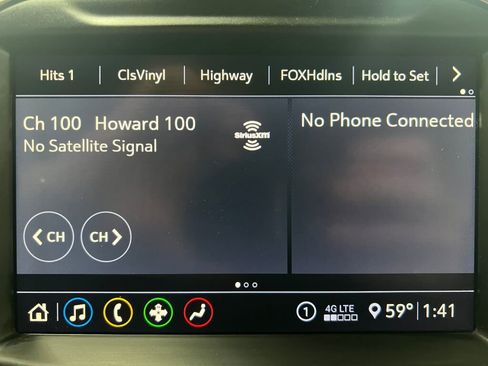 Hits 1 ClsVinyl Highway FOXHdlns Hold to Set
Ch 100 Howard 100
No Satellite Signal
SiriusXM
No Phone Connected
CH CH
1 4G LTE 59° 1:41